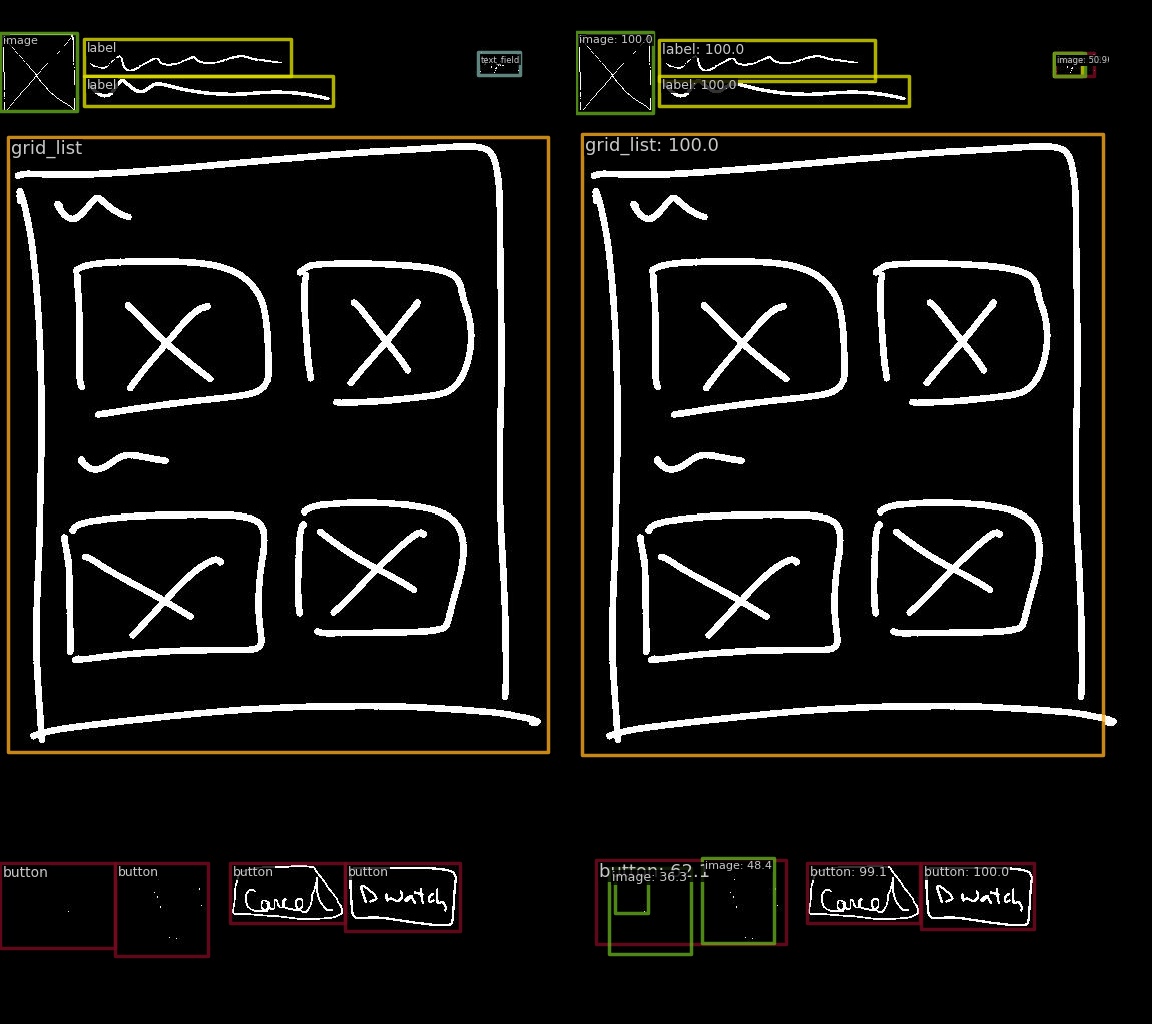 image label text_field image: 100.0 label: 100.0 image: 50.9
label label: 100.0
grid_list grid_list: 100.0
button button button button button: 62.1 image: 36.3 image: 48.4 button: 99.1 button: 100.0
Cancel D watch Cancel D watch